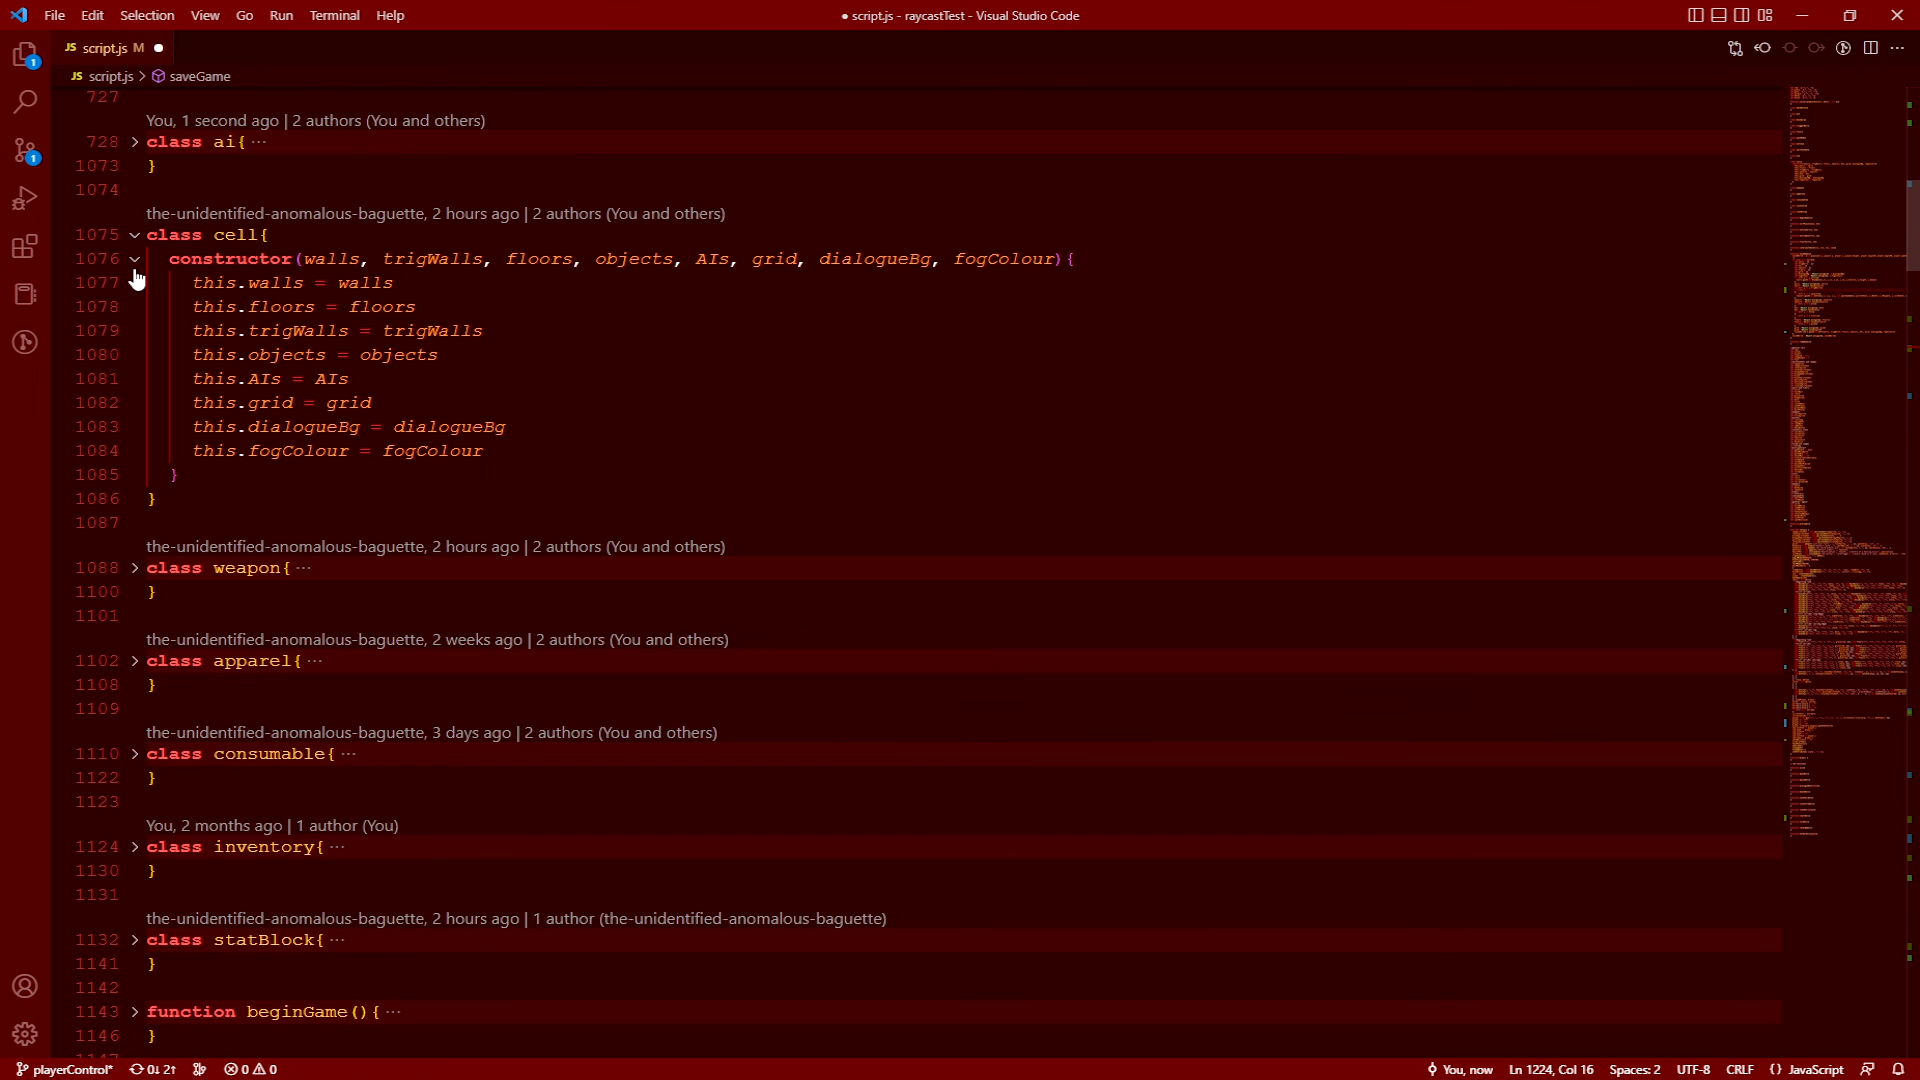 File Edit Selection View Go Run Terminal Help
● script.js - raycastTest - Visual Studio Code
JS script.js M ●
JS script.js > saveGame
727
You, 1 second ago | 2 authors (You and others)
728 > class ai{ ···
1073 }
1074
the-unidentified-anomalous-baguette, 2 hours ago | 2 authors (You and others)
1075 class cell{
1076 constructor(walls, trigWalls, floors, objects, AIs, grid, dialogueBg, fogColour){
1077 this.walls = walls
1078 this.floors = floors
1079 this.trigWalls = trigWalls
1080 this.objects = objects
1081 this.AIs = AIs
1082 this.grid = grid
1083 this.dialogueBg = dialogueBg
1084 this.fogColour = fogColour
1085 }
1086 }
1087
the-unidentified-anomalous-baguette, 2 hours ago | 2 authors (You and others)
1088 > class weapon{ ···
1100 }
1101
the-unidentified-anomalous-baguette, 2 weeks ago | 2 authors (You and others)
1102 > class apparel{ ···
1108 }
1109
the-unidentified-anomalous-baguette, 3 days ago | 2 authors (You and others)
1110 > class consumable{ ···
1122 }
1123
You, 2 months ago | 1 author (You)
1124 > class inventory{ ···
1130 }
1131
the-unidentified-anomalous-baguette, 2 hours ago | 1 author (the-unidentified-anomalous-baguette)
1132 > class statBlock{ ···
1141 }
1142
1143 > function beginGame(){ ···
1146 }
playerControl* 0↓ 2↑ 0 0 You, now Ln 1224, Col 16 Spaces: 2 UTF-8 CRLF {} JavaScript